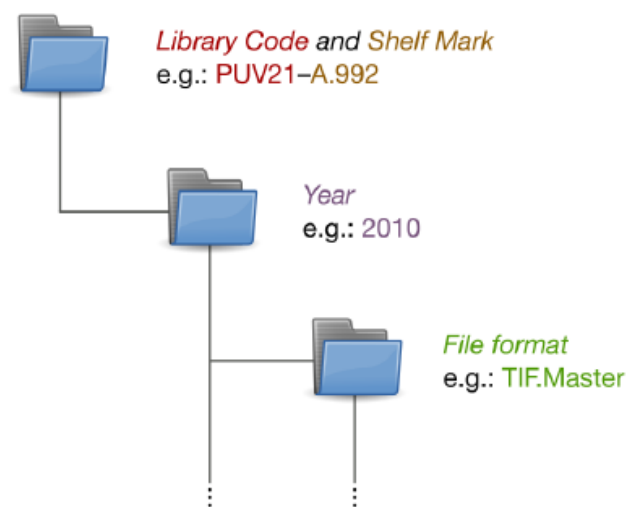 Library Code and Shelf Mark
e.g.: PUV21–A.992
Year
e.g.: 2010
File format
e.g.: TIF.Master